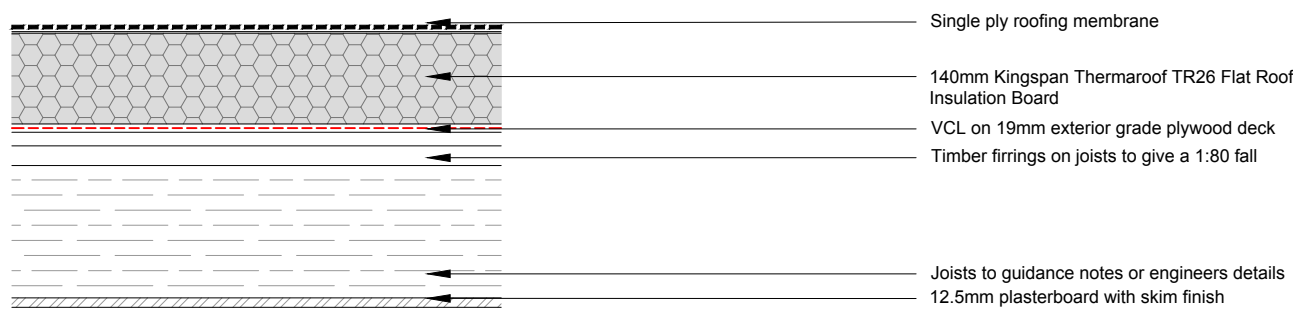 Single ply roofing membrane
140mm Kingspan Thermaroof TR26 Flat Roof
Insulation Board
VCL on 19mm exterior grade plywood deck
Timber firrings on joists to give a 1:80 fall
Joists to guidance notes or engineers details
12.5mm plasterboard with skim finish